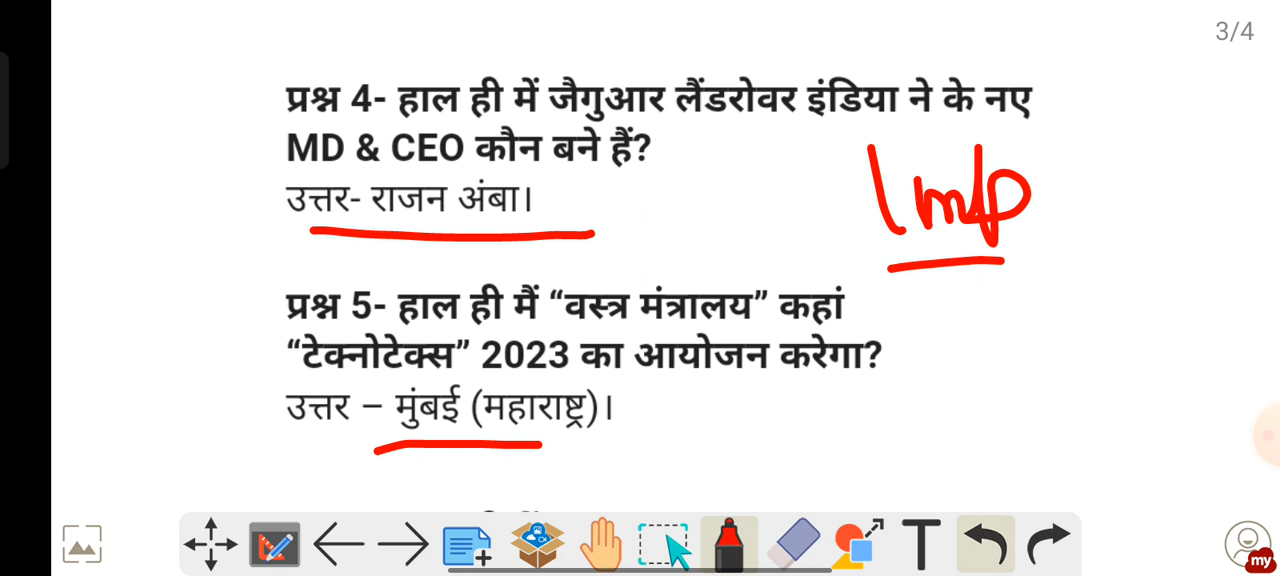 3/4
प्रश्न 4- हाल ही में जैगुआर लैंडरोवर इंडिया ने के नए
MD & CEO कौन बने हैं?
उत्तर- राजन अंबा।
Imp
प्रश्न 5- हाल ही मैं “वस्त्र मंत्रालय” कहां
“टेक्नोटेक्स” 2023 का आयोजन करेगा?
उत्तर – मुंबई (महाराष्ट्र)।
T
my